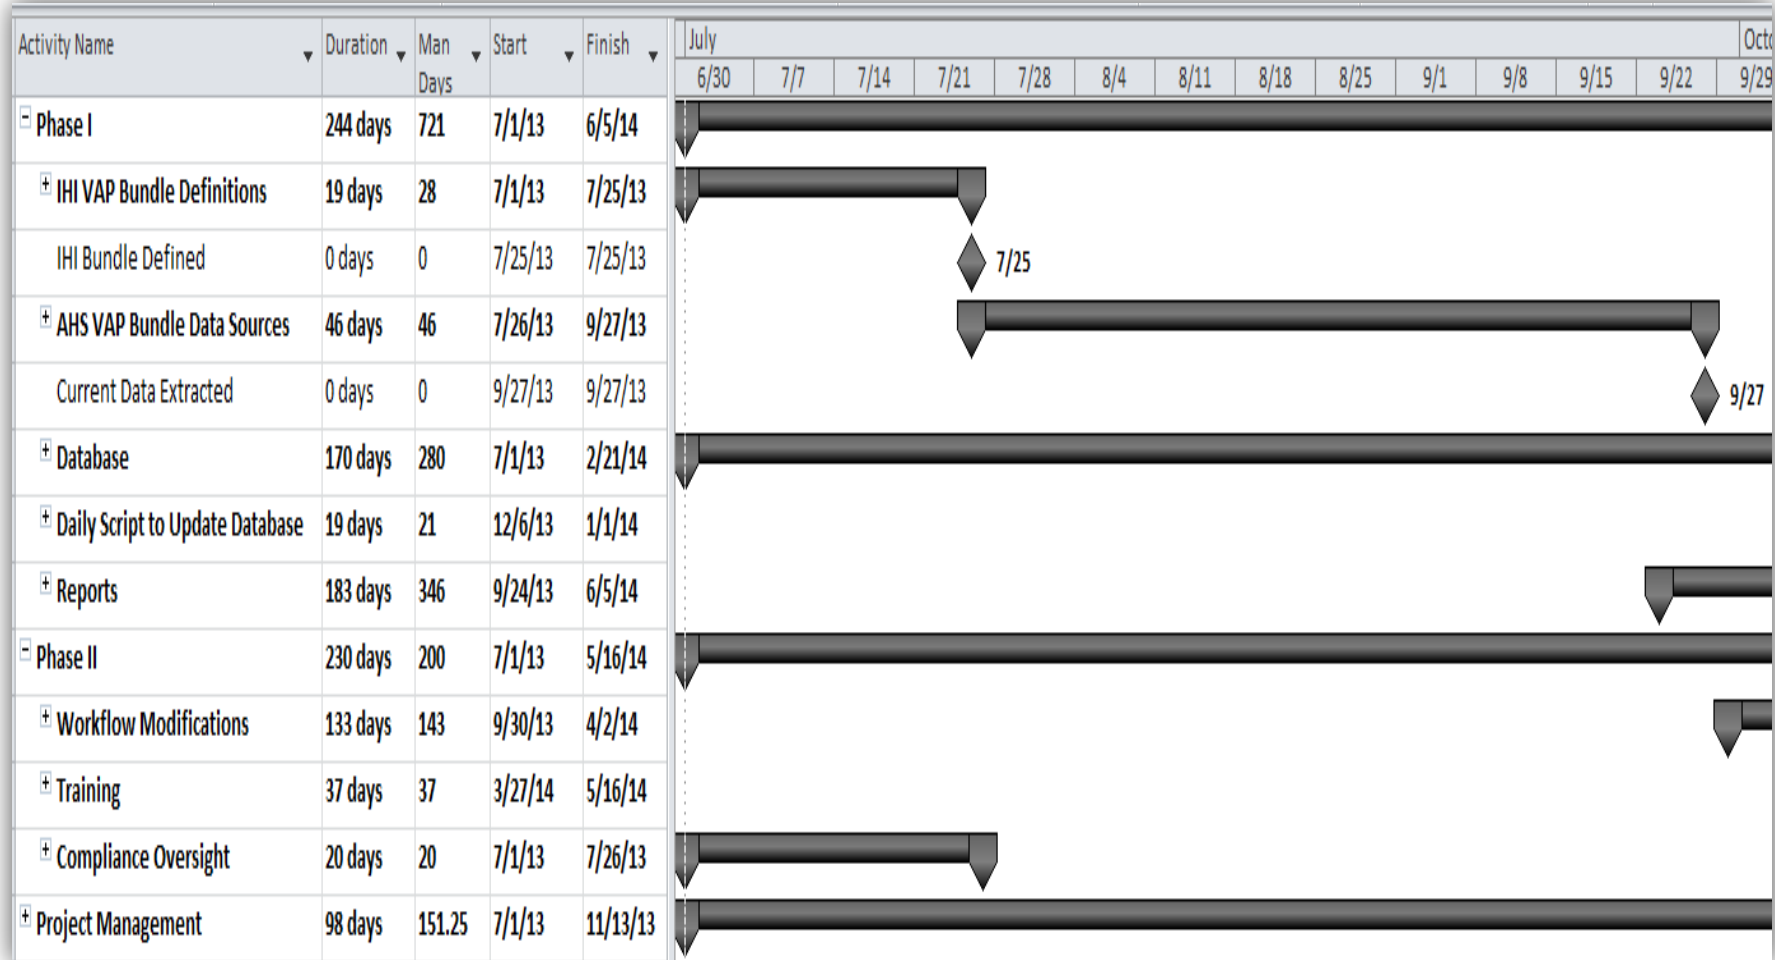 Activity Name Duration Man Days Start Finish
July Octo
6/30 7/7 7/14 7/21 7/28 8/4 8/11 8/18 8/25 9/1 9/8 9/15 9/22 9/29
Phase I 244 days 721 7/1/13 6/5/14
IHI VAP Bundle Definitions 19 days 28 7/1/13 7/25/13
IHI Bundle Defined 0 days 0 7/25/13 7/25/13 7/25
AHS VAP Bundle Data Sources 46 days 46 7/26/13 9/27/13
Current Data Extracted 0 days 0 9/27/13 9/27/13 9/27
Database 170 days 280 7/1/13 2/21/14
Daily Script to Update Database 19 days 21 12/6/13 1/1/14
Reports 183 days 346 9/24/13 6/5/14
Phase II 230 days 200 7/1/13 5/16/14
Workflow Modifications 133 days 143 9/30/13 4/2/14
Training 37 days 37 3/27/14 5/16/14
Compliance Oversight 20 days 20 7/1/13 7/26/13
Project Management 98 days 151.25 7/1/13 11/13/13